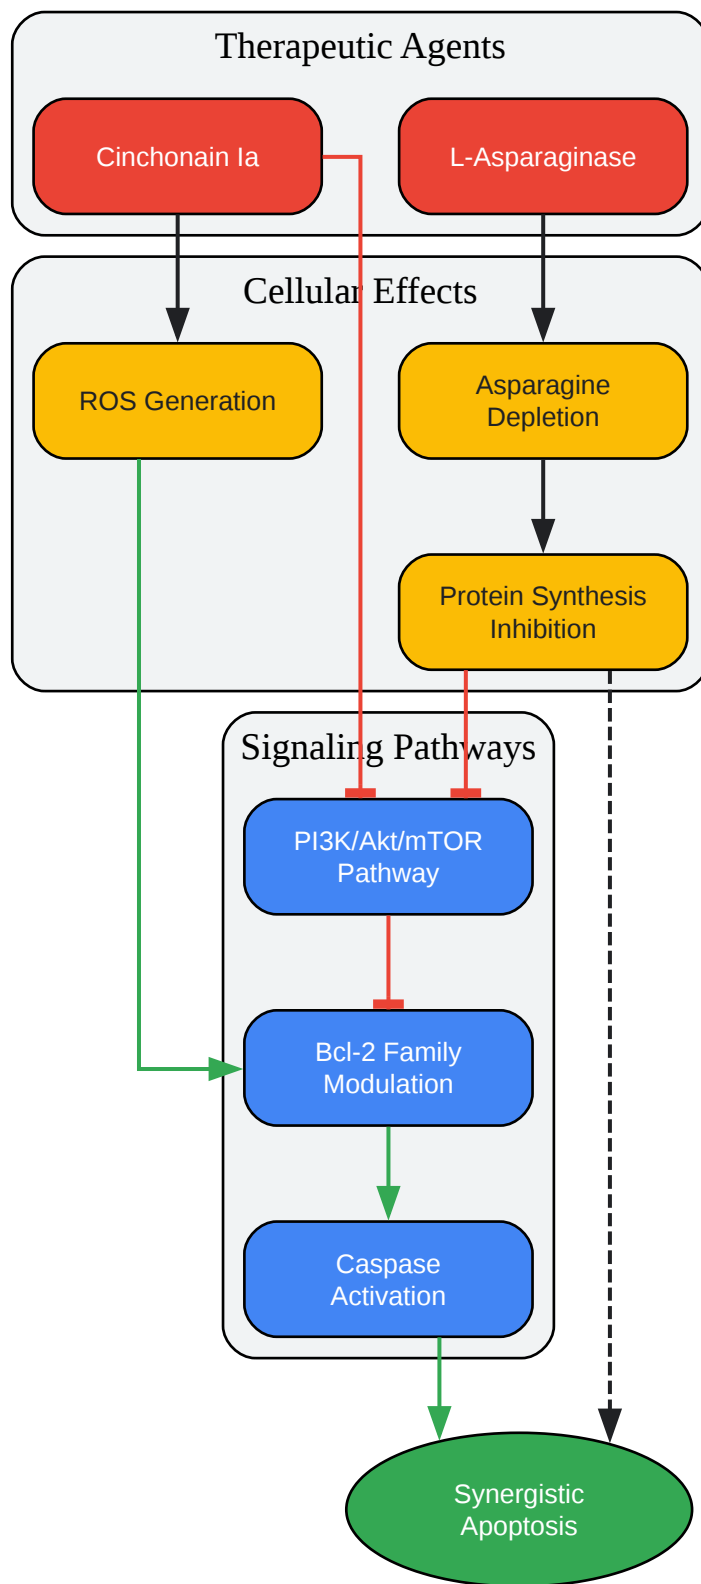 Therapeutic Agents
Cinchonain Ia
L-Asparaginase
Cellular Effects
ROS Generation
Asparagine
Depletion
Protein Synthesis
Inhibition
Signaling Pathways
PI3K/Akt/mTOR
Pathway
Bcl-2 Family
Modulation
Caspase
Activation
Synergistic
Apoptosis